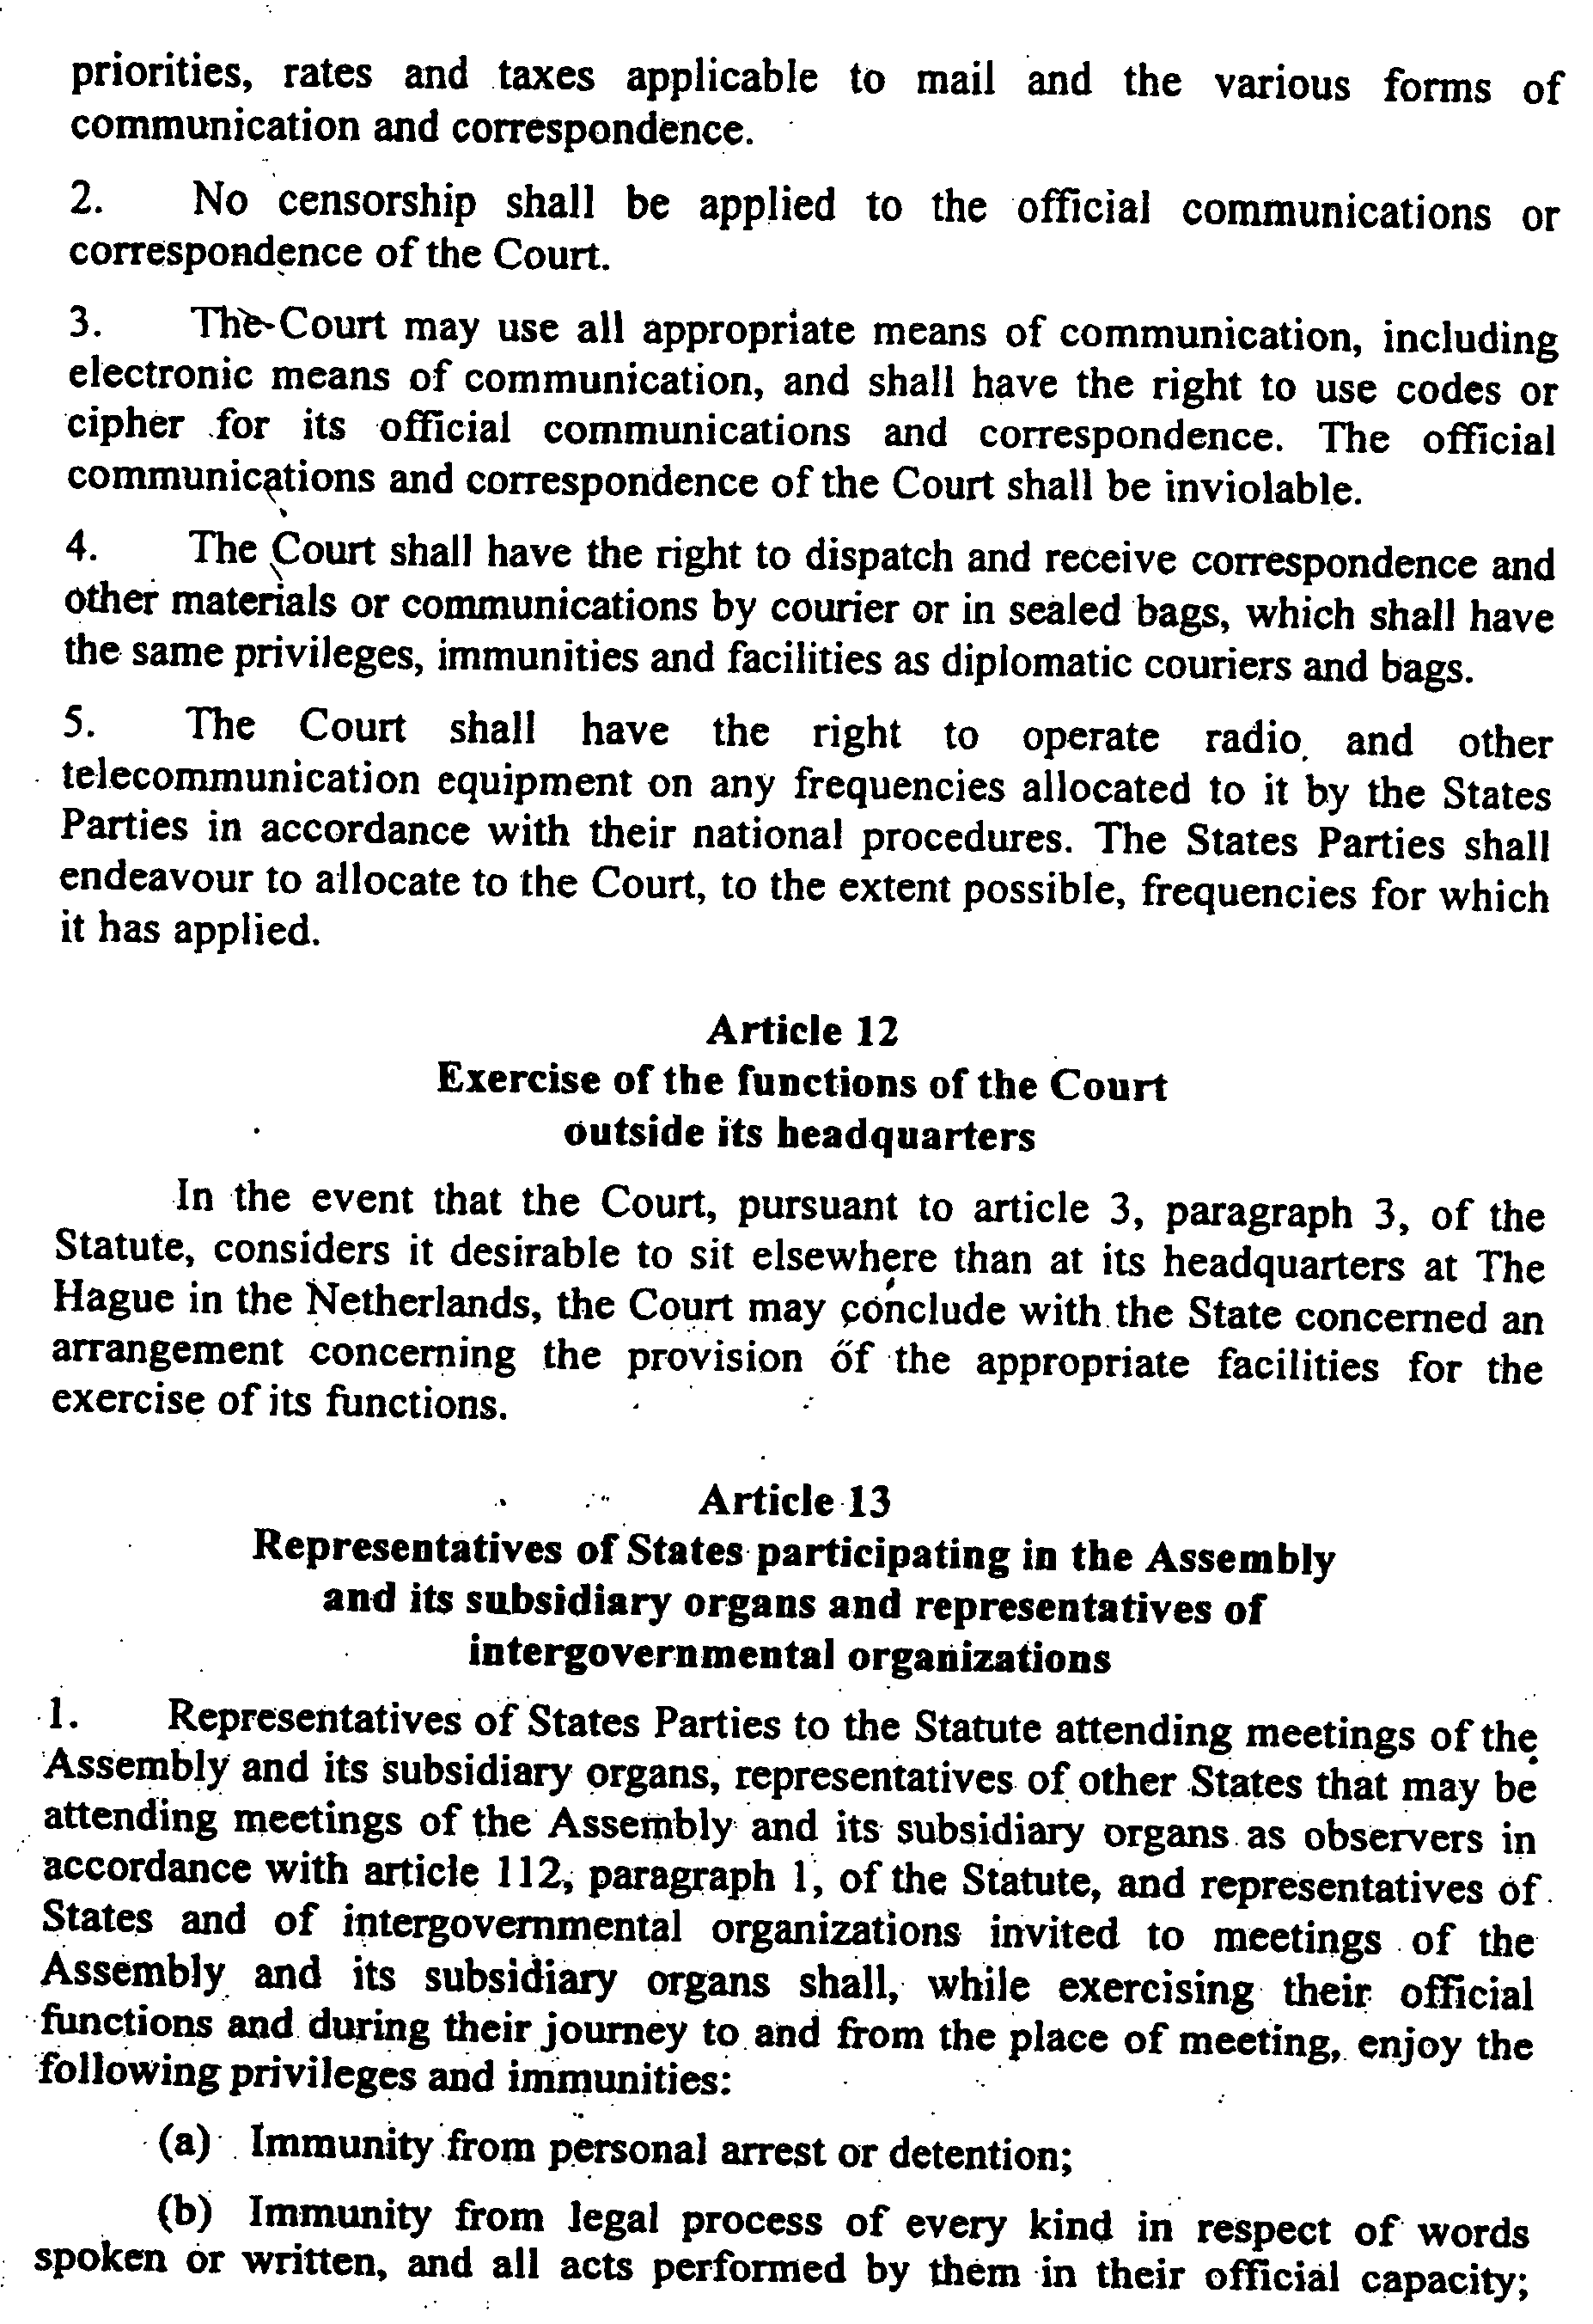 priorities, rates and taxes applicable to mail and the various forms of
communication and correspondence.
2. No censorship shall be applied to the official communications or
correspondence of the Court.
3. The Court may use all appropriate means of communication, including
electronic means of communication, and shall have the right to use codes or
cipher for its official communications and correspondence. The official
communications and correspondence of the Court shall be inviolable.
4. The Court shall have the right to dispatch and receive correspondence and
other materials or communications by courier or in sealed bags, which shall have
the same privileges, immunities and facilities as diplomatic couriers and bags.
5. The Court shall have the right to operate radio and other
telecommunication equipment on any frequencies allocated to it by the States
Parties in accordance with their national procedures. The States Parties shall
endeavour to allocate to the Court, to the extent possible, frequencies for which
it has applied.
Article 12
Exercise of the functions of the Court
outside its headquarters
In the event that the Court, pursuant to article 3, paragraph 3, of the
Statute, considers it desirable to sit elsewhere than at its headquarters at The
Hague in the Netherlands, the Court may conclude with the State concerned an
arrangement concerning the provision of the appropriate facilities for the
exercise of its functions.
Article 13
Representatives of States participating in the Assembly
and its subsidiary organs and representatives of
intergovernmental organizations
1. Representatives of States Parties to the Statute attending meetings of the
Assembly and its subsidiary organs, representatives of other States that may be
attending meetings of the Assembly and its subsidiary organs as observers in
accordance with article 112, paragraph 1, of the Statute, and representatives of
States and of intergovernmental organizations invited to meetings of the
Assembly and its subsidiary organs shall, while exercising their official
functions and during their journey to and from the place of meeting, enjoy the
following privileges and immunities:
(a) Immunity from personal arrest or detention;
(b) Immunity from legal process of every kind in respect of words
spoken or written, and all acts performed by them in their official capacity;